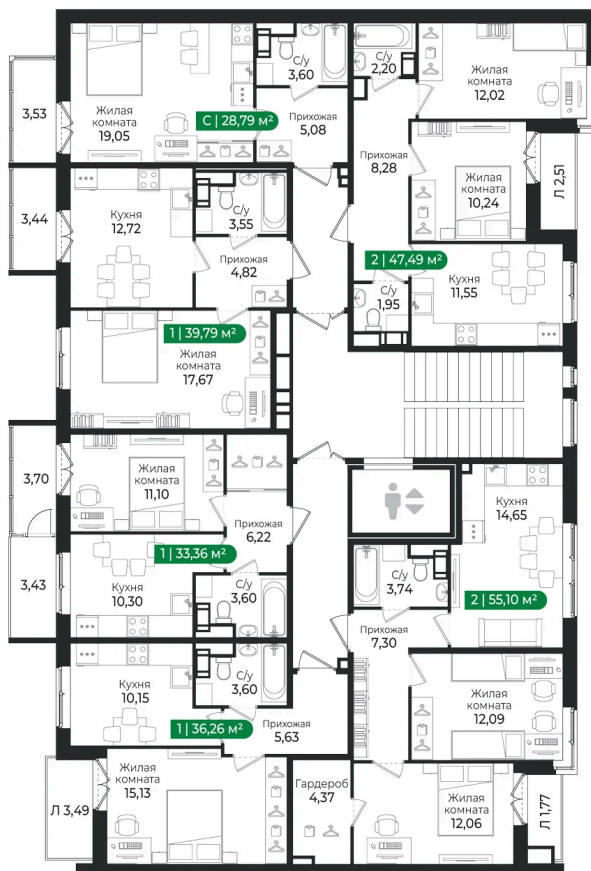 3,53
Жилая
комната
19,05
С | 28,79 м²
С/у
3,60
Прихожая
5,08
С/у
2,20
Жилая
комната
12,02
Прихожая
8,28
Жилая
комната
10,24
Л 2,51
3,44
Кухня
12,72
С/у
3,55
4,82
2 | 47,49 м²
С/у
1,95
Кухня
11,55
1 | 39,79 м²
Жилая
комната
17,67
3,70
Жилая
комната
11,10
Прихожая
6,22
Кухня
14,65
3,43
1 | 33,36 м²
Кухня
10,30
С/у
3,60
С/у
3,74
2 | 55,10 м²
Прихожая
7,30
Кухня
10,15
С/у
3,60
1 | 36,26 м²
Прихожая
5,63
Жилая
комната
12,09
Л 3,49
Жилая
комната
15,13
Гардероб
4,37
Жилая
комната
12,06
Л 1,77